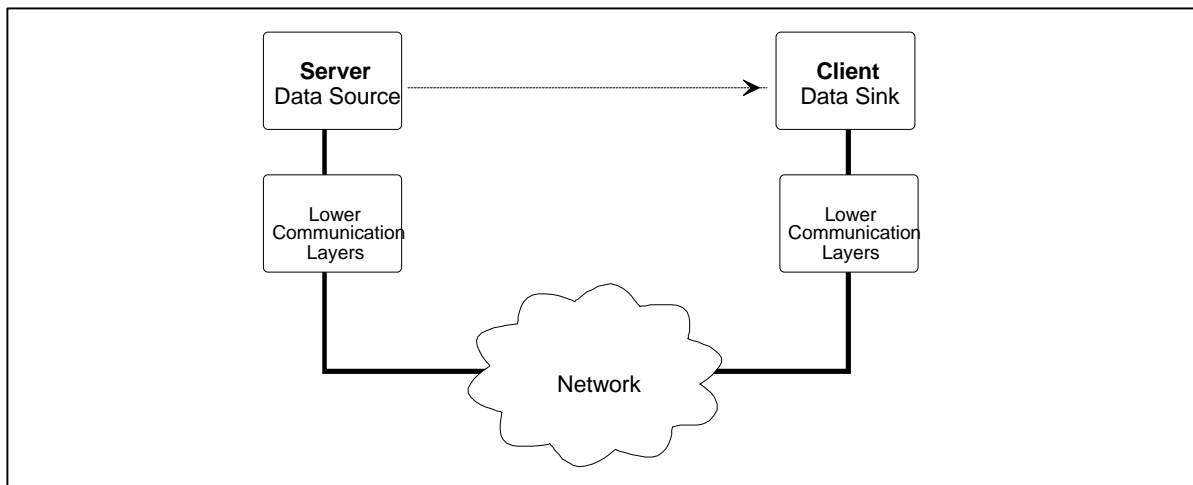 Server
Data Source
Client
Data Sink
Lower
Communication
Layers
Lower
Communication
Layers
Network